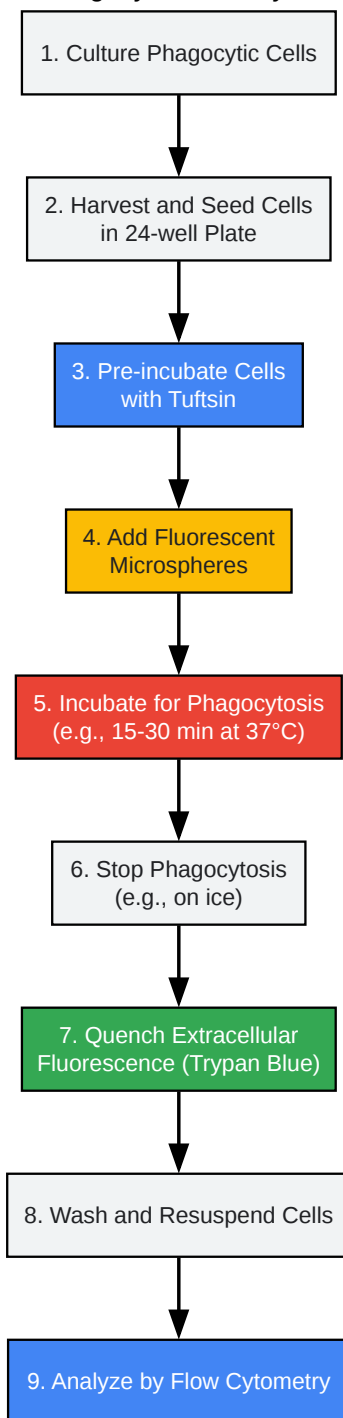 1. Culture Phagocytic Cells
2. Harvest and Seed Cells
in 24-well Plate
3. Pre-incubate Cells
with Tuftsin
4. Add Fluorescent
Microspheres
5. Incubate for Phagocytosis
(e.g., 15-30 min at 37°C)
6. Stop Phagocytosis
(e.g., on ice)
7. Quench Extracellular
Fluorescence (Trypan Blue)
8. Wash and Resuspend Cells
9. Analyze by Flow Cytometry